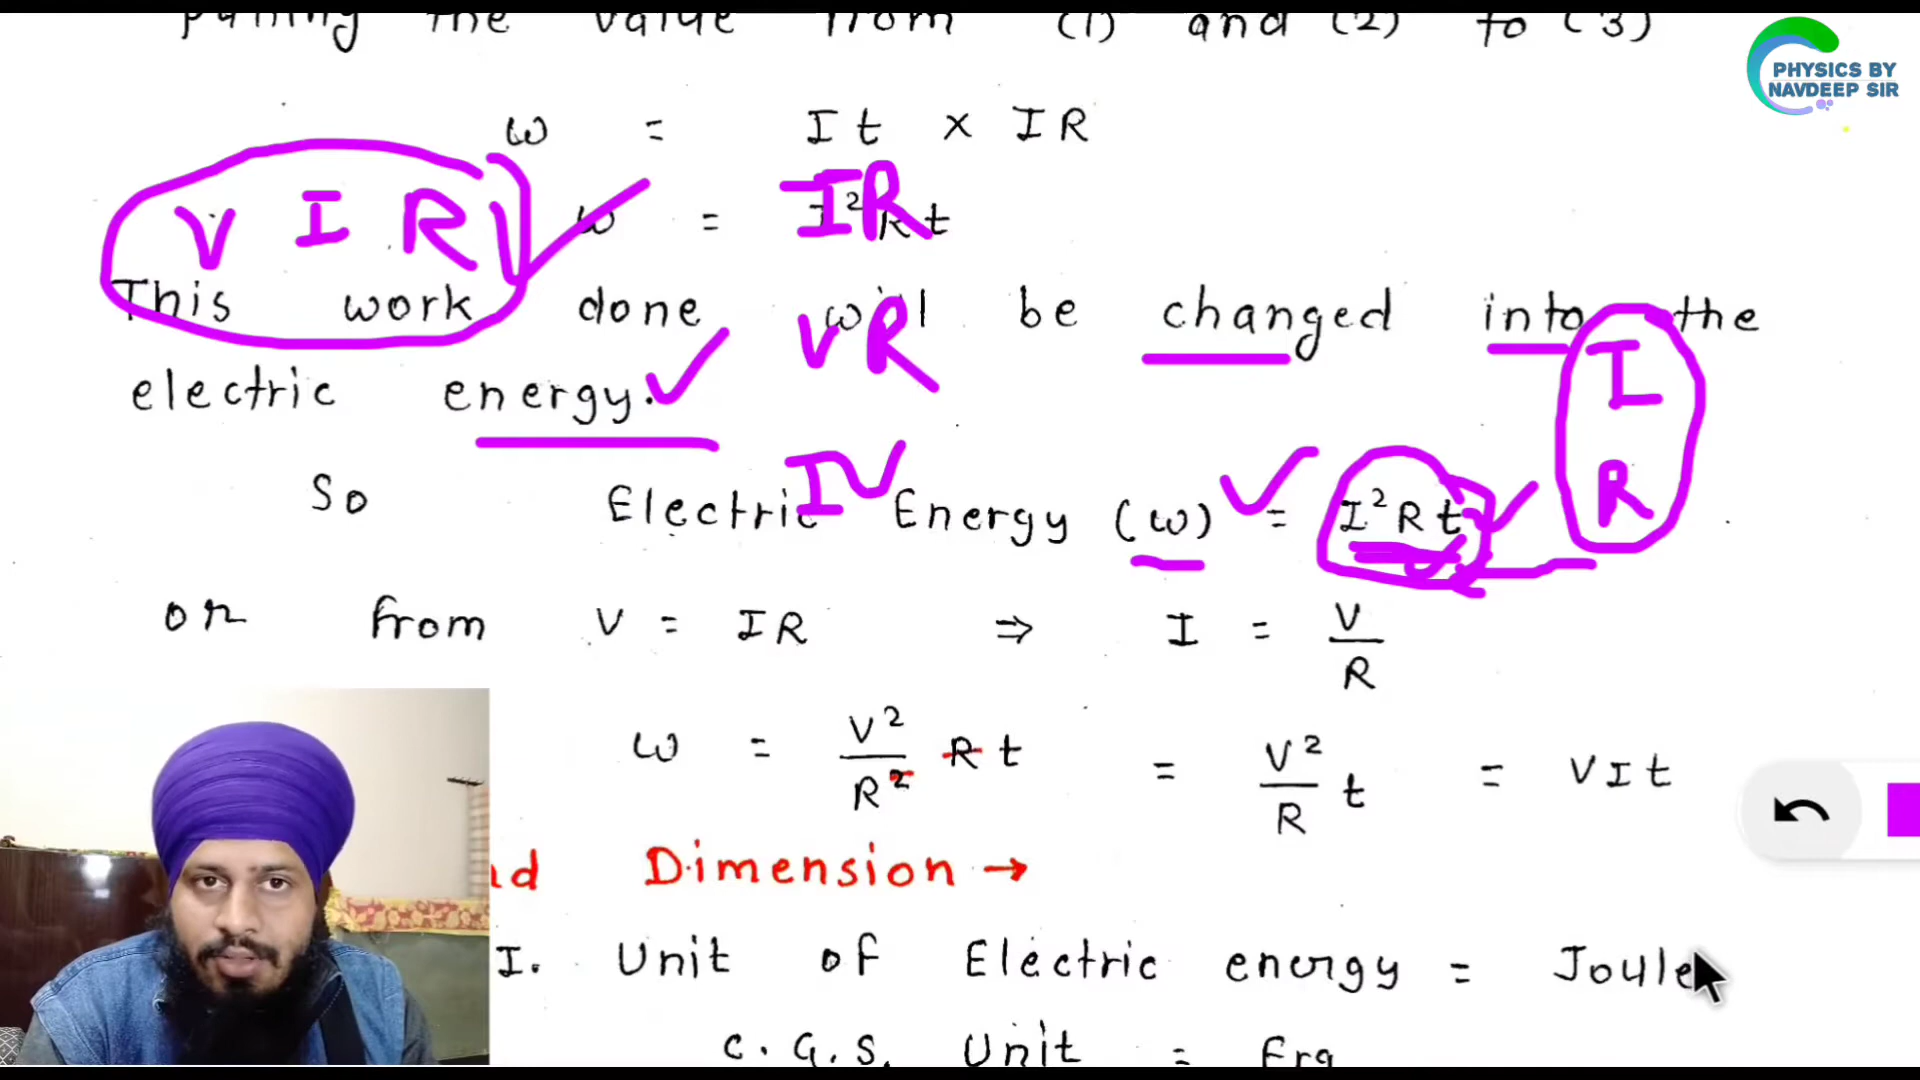 putting the value from (1) and (2) to (3)
PHYSICS BY
NAVDEEP SIR
W = It × IR
V I R
IR
W = I²Rt
This work done will be changed into the
VR
I
electric energy.
R
IV
So Electric Energy (W) = I²Rt
or from V = IR ⇒ I = V/R
W = V²/R² Rt = V²/R t = VIt
Dimension →
I. Unit of Electric energy = Joule
C.G.S. Unit = Erg